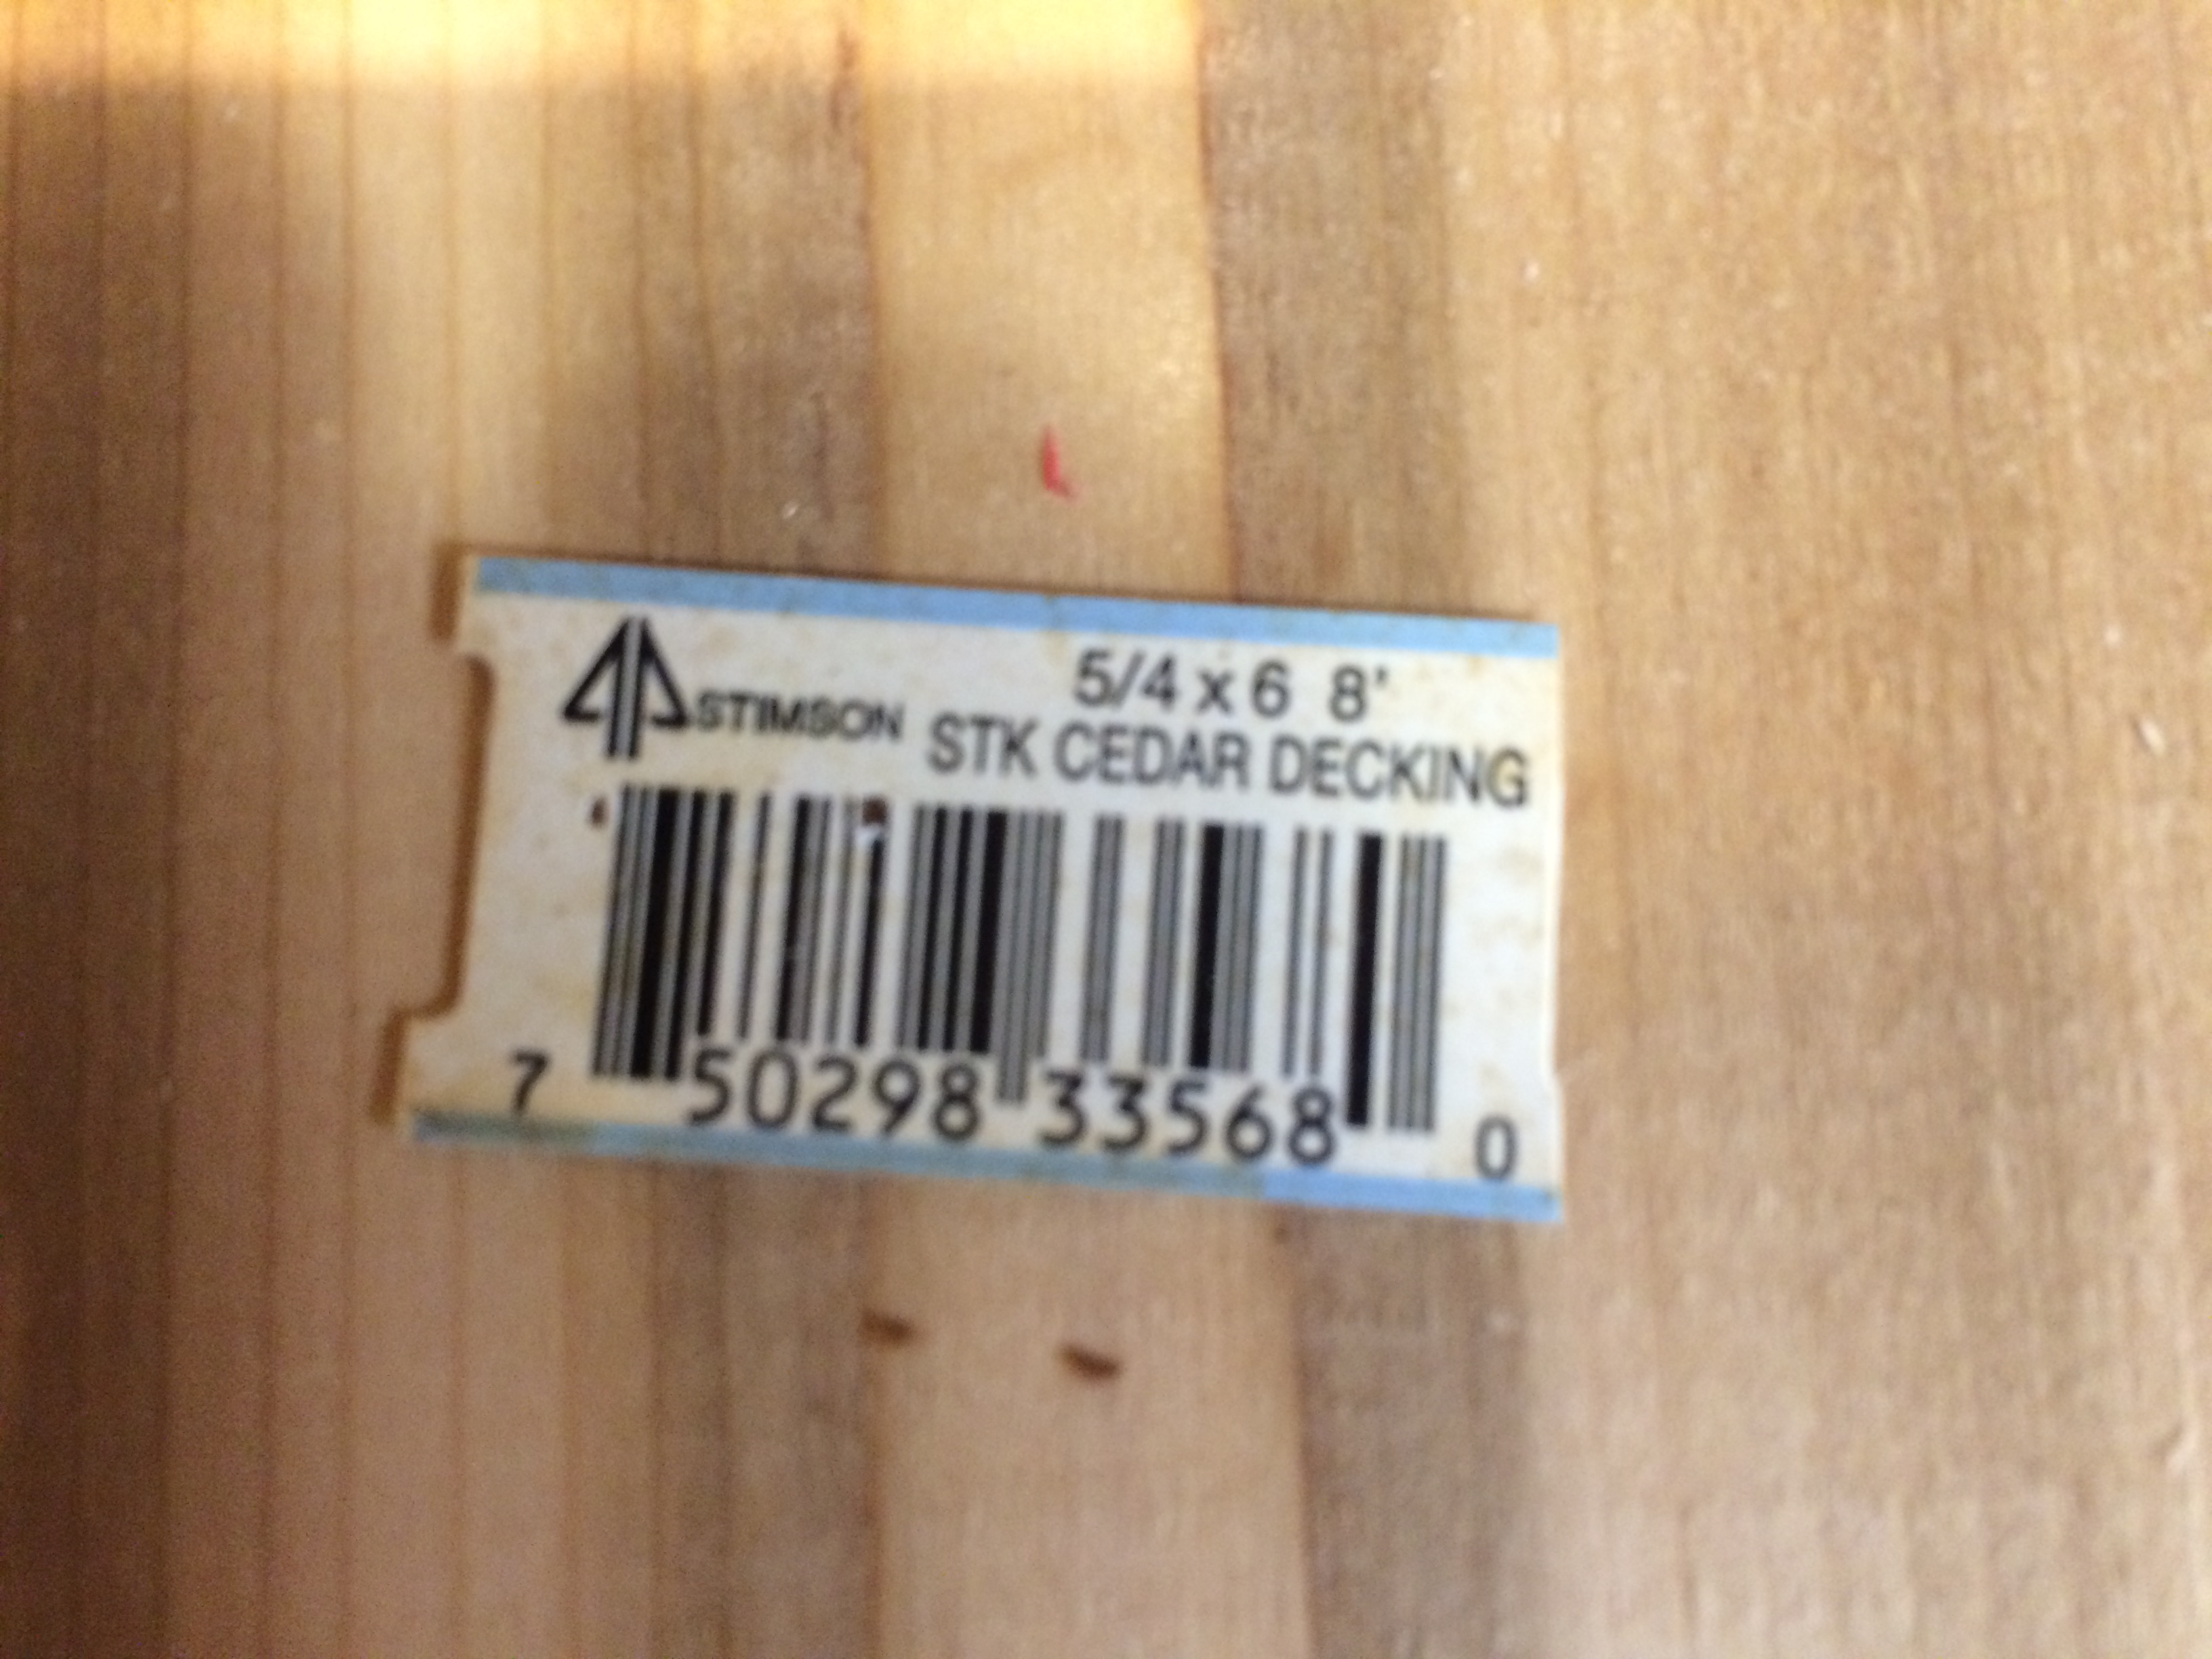 5/4 x 6 8'
STIMSON STK CEDAR DECKING
7 50298 33568 0